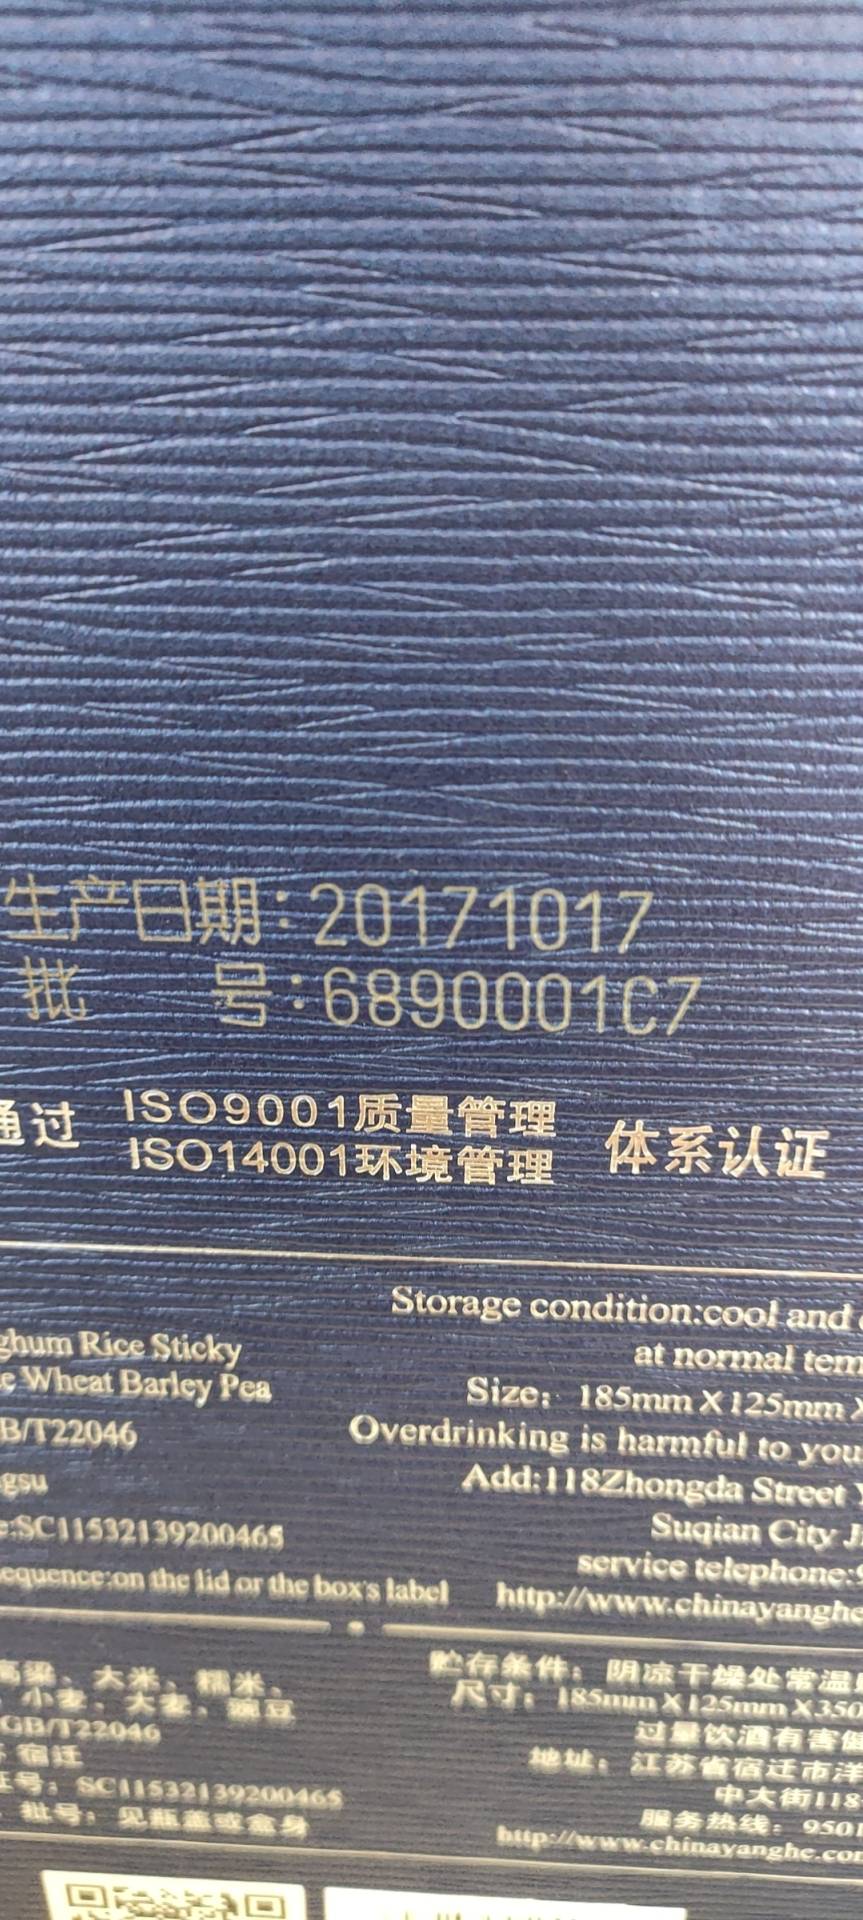 生产日期:20171017
批 号:6890001C7
通过 ISO9001质量管理
ISO14001环境管理 体系认证
Storage condition:cool and
ghum Rice Sticky
at normal tem
e Wheat Barley Pea
Size: 185mm X 125mm X
B/T22046
Overdrinking is harmful to you
gsu
Add:118Zhongda Street Y
e:SC11532139200465
Suqian City J
service telephone:
equence:on the lid or the box's label
http://www.chinayanghe
高粱、大米、糯米、
贮存条件: 阴凉干燥处常温
小麦、大麦、豌豆
尺寸: 185mm X 125mm X 350
GB/T22046
过量饮酒有害健
宿迁
地址: 江苏省宿迁市洋
证号: SC11532139200465
中大街118
批号: 见瓶盖或盒身
服务热线: 950
http://www.chinayanghe.co